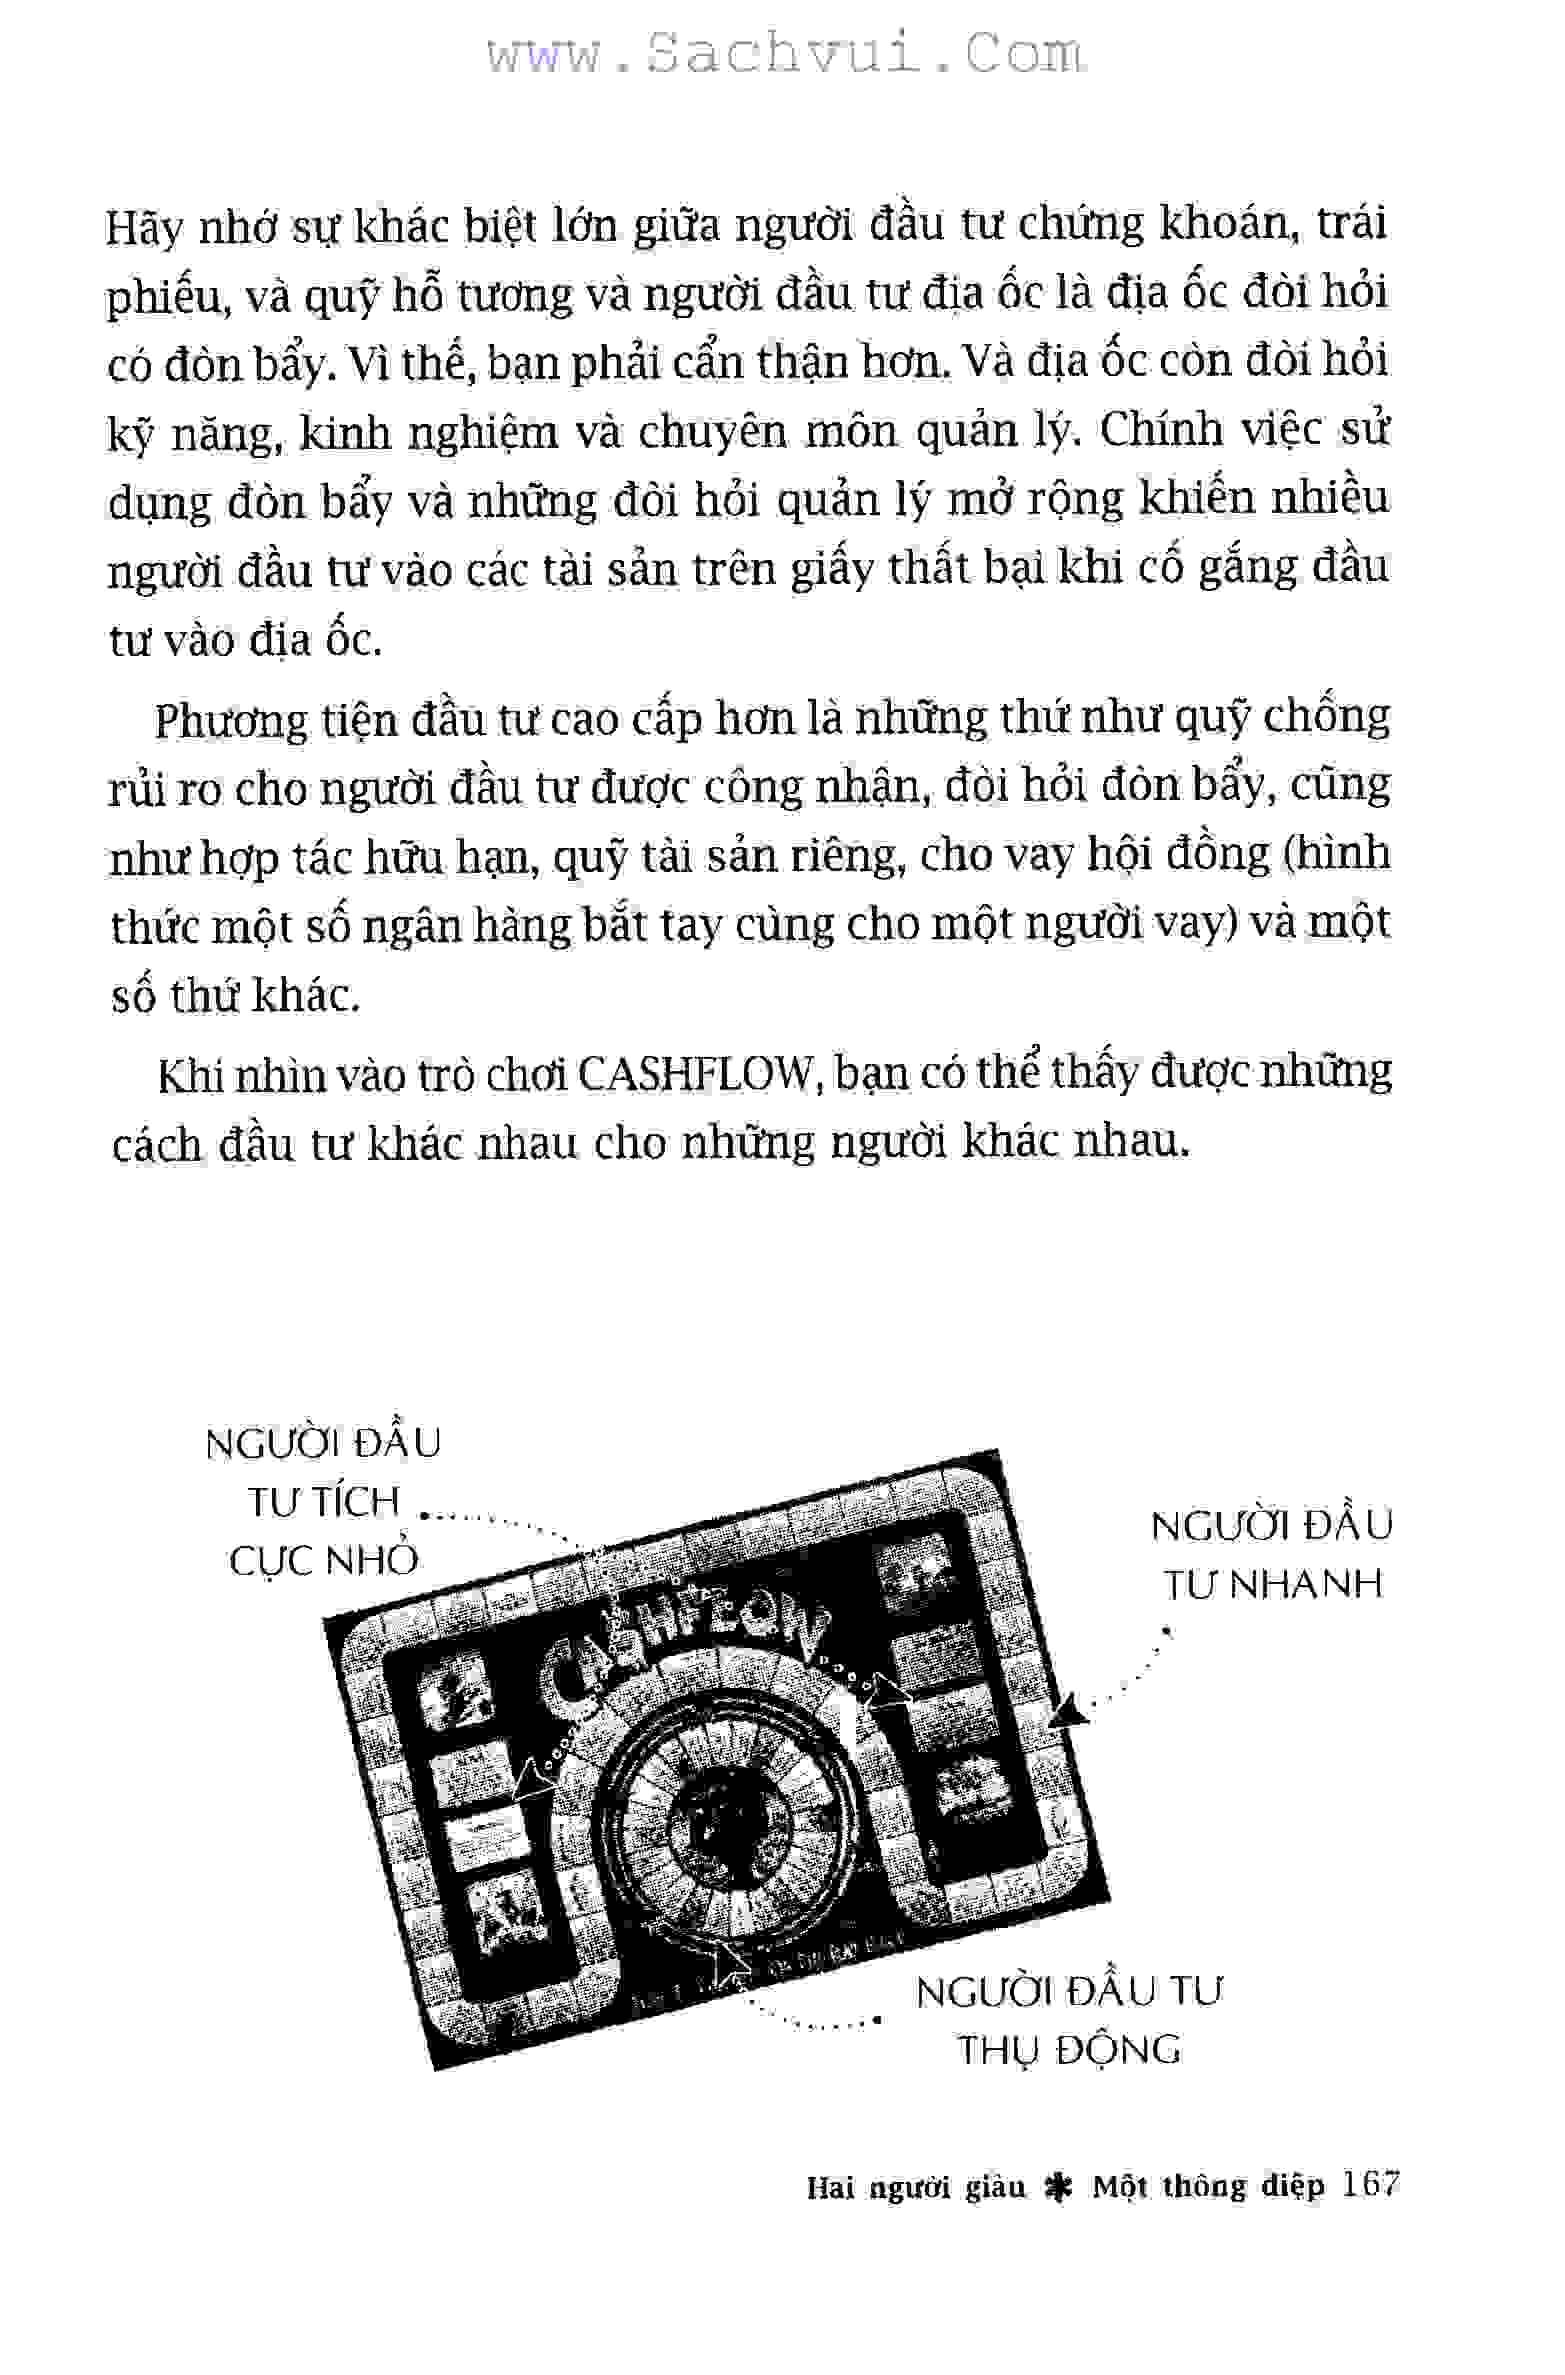 www.Sachvui.Com
Hãy nhớ sự khác biệt lớn giữa người đầu tư chứng khoán, trái
phiếu, và quỹ hỗ tương và người đầu tư địa ốc là địa ốc đòi hỏi
có đòn bẩy. Vì thế, bạn phải cẩn thận hơn. Và địa ốc còn đòi hỏi
kỹ năng, kinh nghiệm và chuyên môn quản lý. Chính việc sử
dụng đòn bẩy và những đòi hỏi quản lý mở rộng khiến nhiều
người đầu tư vào các tài sản trên giấy thất bại khi cố gắng đầu
tư vào địa ốc.
Phương tiện đầu tư cao cấp hơn là những thứ như quỹ chống
rủi ro cho người đầu tư được công nhận, đòi hỏi đòn bẩy, cũng
như hợp tác hữu hạn, quỹ tài sản riêng, cho vay hội đồng (hình
thức một số ngân hàng bắt tay cùng cho một người vay) và một
số thứ khác.
Khi nhìn vào trò chơi CASHFLOW, bạn có thể thấy được những
cách đầu tư khác nhau cho những người khác nhau.
NGƯỜI ĐẦU
TƯ TÍCH
CỰC NHỎ
NGƯỜI ĐẦU
TƯ NHANH
CASHFLOW
NGƯỜI ĐẦU TƯ
THỤ ĐỘNG
Hai người giàu ✱ Một thông điệp 167